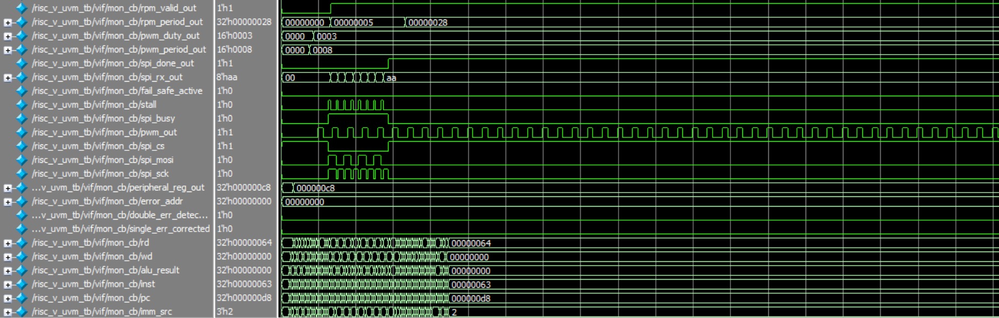 /risc_v_uvm_tb/vif/mon_cb/rpm_valid_out 1'h1
/risc_v_uvm_tb/vif/mon_cb/rpm_period_out 32'h00000028 00000000 00000005 00000028
/risc_v_uvm_tb/vif/mon_cb/pwm_duty_out 16'h0003 0000 0003
/risc_v_uvm_tb/vif/mon_cb/pwm_period_out 16'h0008 0000 0008
/risc_v_uvm_tb/vif/mon_cb/spi_done_out 1'h1
/risc_v_uvm_tb/vif/mon_cb/spi_rx_out 8'haa 00 aa
/risc_v_uvm_tb/vif/mon_cb/fail_safe_active 1'h0
/risc_v_uvm_tb/vif/mon_cb/stall 1'h0
/risc_v_uvm_tb/vif/mon_cb/spi_busy 1'h0
/risc_v_uvm_tb/vif/mon_cb/pwm_out 1'h1
/risc_v_uvm_tb/vif/mon_cb/spi_cs 1'h1
/risc_v_uvm_tb/vif/mon_cb/spi_mosi 1'h0
/risc_v_uvm_tb/vif/mon_cb/spi_sck 1'h0
...v_uvm_tb/vif/mon_cb/peripheral_reg_out 32'h000000c8 000000c8
/risc_v_uvm_tb/vif/mon_cb/error_addr 32'h00000000 00000000
...v_uvm_tb/vif/mon_cb/double_err_detec... 1'h0
...v_uvm_tb/vif/mon_cb/single_err_corrected 1'h0
/risc_v_uvm_tb/vif/mon_cb/rd 32'h00000064 00000064
/risc_v_uvm_tb/vif/mon_cb/wd 32'h00000000 00000000
/risc_v_uvm_tb/vif/mon_cb/alu_result 32'h00000000 00000000
/risc_v_uvm_tb/vif/mon_cb/inst 32'h00000063 00000063
/risc_v_uvm_tb/vif/mon_cb/pc 32'h000000d8 000000d8
/risc_v_uvm_tb/vif/mon_cb/imm_src 3'h2 2